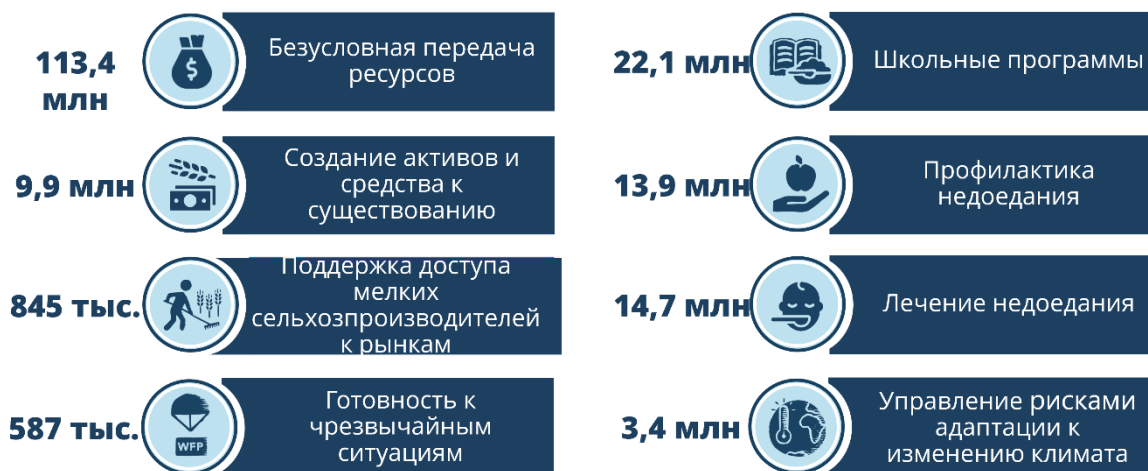 113,4
млн
Безусловная передача
ресурсов
9,9 млн
Создание активов и
средства к
существованию
845 тыс.
Поддержка доступа
мелких
сельхозпроизводителей
к рынкам
587 тыс.
WFP
Готовность к
чрезвычайным
ситуациям
22,1 млн
Школьные программы
13,9 млн
Профилактика
недоедания
14,7 млн
Лечение недоедания
3,4 млн
Управление рисками
адаптации к
изменению климата